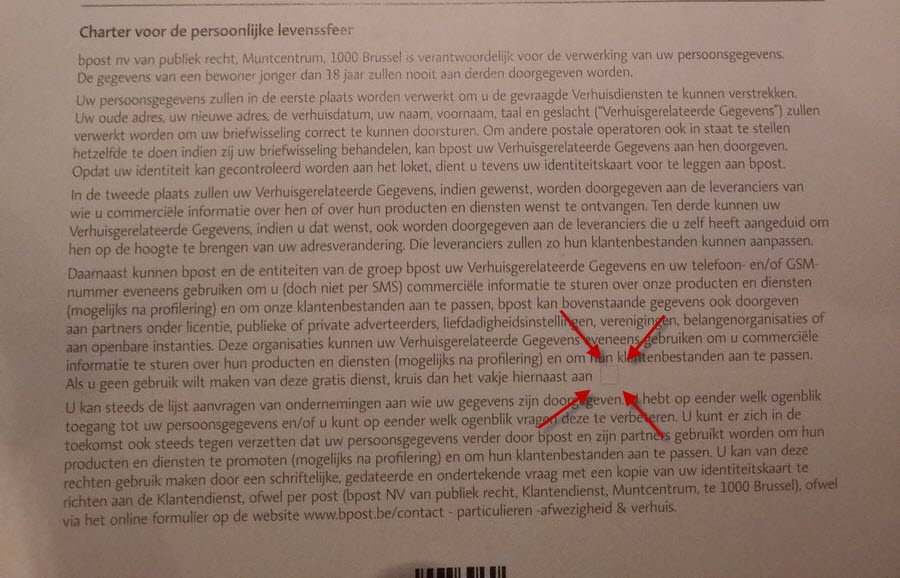 Charter voor de persoonlijke levenssfeer
bpost nv van publiek recht, Muntcentrum, 1000 Brussel is verantwoordelijk voor de verwerking van uw persoonsgegevens.
De gegevens van een bewoner jonger dan 18 jaar zullen nooit aan derden doorgegeven worden.
Uw persoonsgegevens zullen in de eerste plaats worden verwerkt om u de gevraagde Verhuisdiensten te kunnen verstrekken.
Uw oude adres, uw nieuwe adres, de verhuisdatum, uw naam, voornaam, taal en geslacht ("Verhuisgerelateerde Gegevens") zullen
verwerkt worden om uw briefwisseling correct te kunnen doorsturen. Om andere postale operatoren ook in staat te stellen
hetzelfde te doen indien zij uw briefwisseling behandelen, kan bpost uw Verhuisgerelateerde Gegevens aan hen doorgeven.
Opdat uw identiteit kan gecontroleerd worden aan het loket, dient u tevens uw identiteitskaart voor te leggen aan bpost.
In de tweede plaats zullen uw Verhuisgerelateerde Gegevens, indien gewenst, worden doorgegeven aan de leveranciers van
wie u commerciële informatie over hen of over hun producten en diensten wenst te ontvangen. Ten derde kunnen uw
Verhuisgerelateerde Gegevens, indien u dat wenst, ook worden doorgegeven aan de leveranciers die u zelf heeft aangeduid om
hen op de hoogte te brengen van uw adresverandering. Die leveranciers zullen zo hun klantenbestanden kunnen aanpassen.
Daarnaast kunnen bpost en de entiteiten van de groep bpost uw Verhuisgerelateerde Gegevens en uw telefoon- en/of GSM-
nummer eveneens gebruiken om u (doch niet per SMS) commerciële informatie te sturen over onze producten en diensten
(mogelijks na profilering) en om onze klantenbestanden aan te passen, bpost kan bovenstaande gegevens ook doorgeven
aan partners onder licentie, publieke of private adverteerders, liefdadigheidsinstellingen, verenigingen, belangenorganisaties of
aan openbare instanties. Deze organisaties kunnen uw Verhuisgerelateerde Gegevens eveneens gebruiken om u commerciële
informatie te sturen over hun producten en diensten (mogelijks na profilering) en om hun klantenbestanden aan te passen.
Als u geen gebruik wilt maken van deze gratis dienst, kruis dan het vakje hiernaast aan
U kan steeds de lijst aanvragen van ondernemingen aan wie uw gegevens zijn doorgegeven. U hebt op eender welk ogenblik
toegang tot uw persoonsgegevens en/of u kunt op eender welk ogenblik vragen deze te verbeteren. U kunt er zich in de
toekomst ook steeds tegen verzetten dat uw persoonsgegevens verder door bpost en zijn partners gebruikt worden om hun
producten en diensten te promoten (mogelijks na profilering) en om hun klantenbestanden aan te passen. U kan van deze
rechten gebruik maken door een schriftelijke, gedateerde en ondertekende vraag met een kopie van uw identiteitskaart te
richten aan de Klantendienst, ofwel per post (bpost NV van publiek recht, Klantendienst, Muntcentrum, te 1000 Brussel), ofwel
via het online formulier op de website www.bpost.be/contact - particulieren -afwezigheid & verhuis.